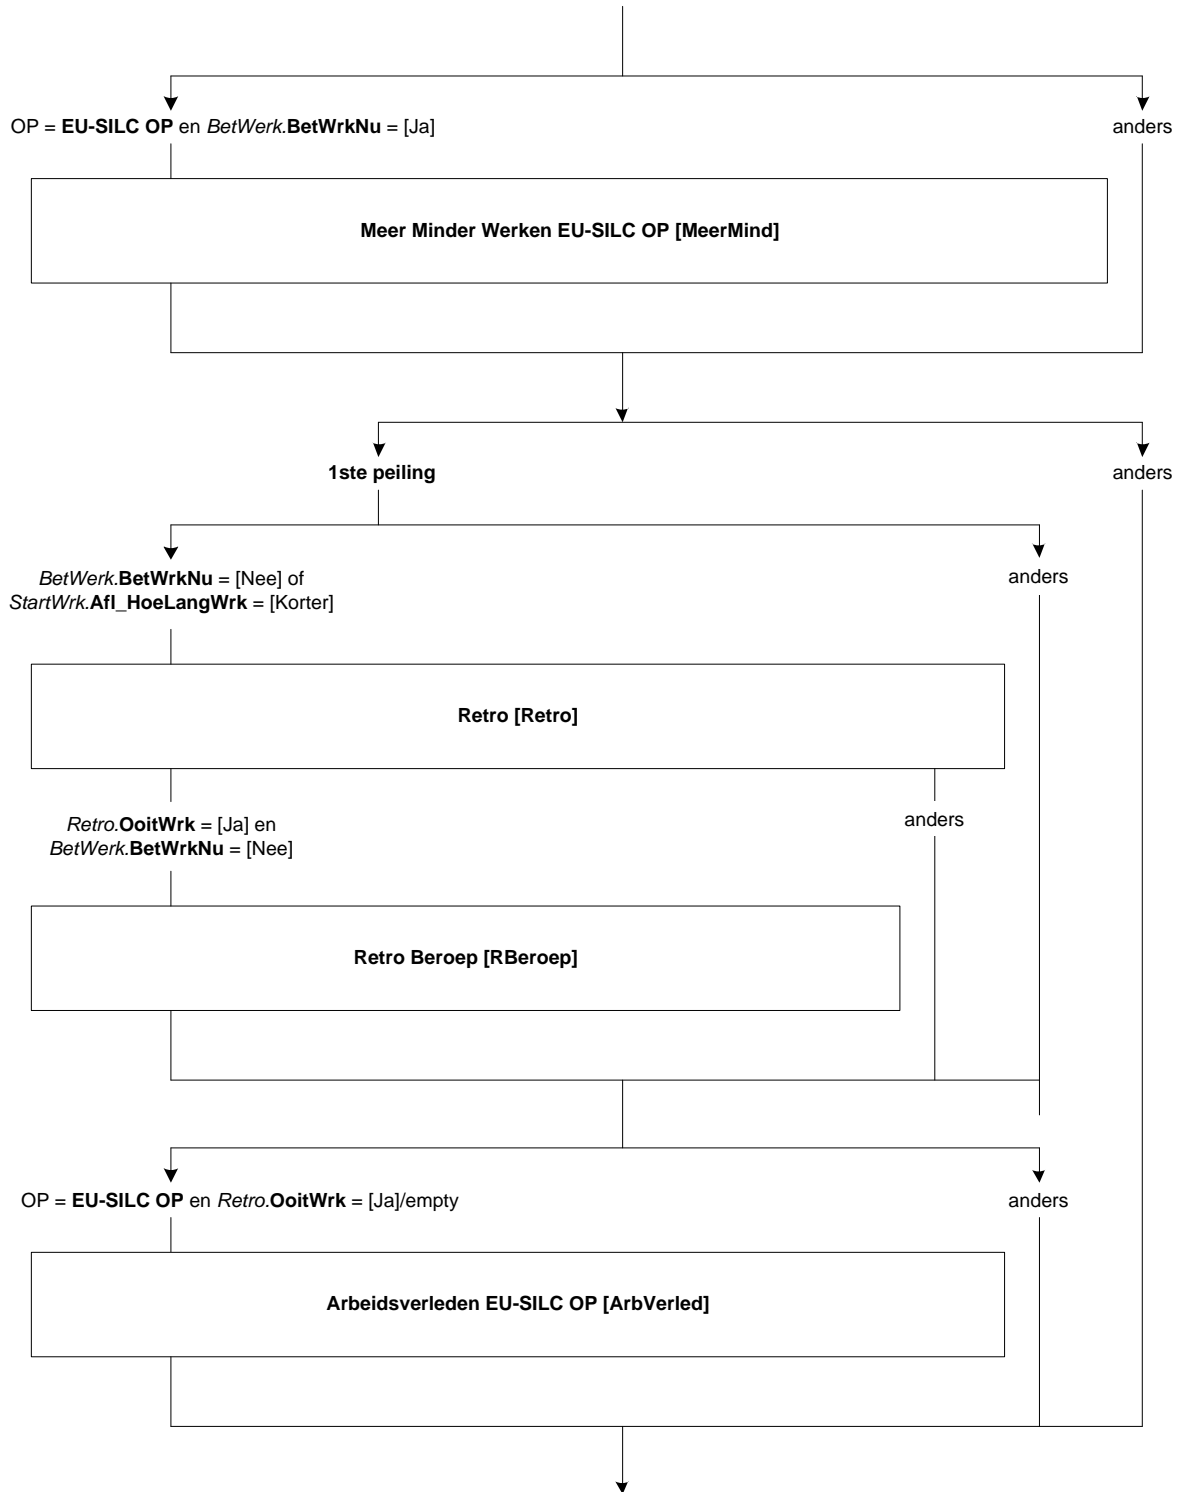 OP = EU-SILC OP en BetWerk.BetWrkNu = [Ja]
anders
Meer Minder Werken EU-SILC OP [MeerMind]
1ste peiling
anders
BetWerk.BetWrkNu = [Nee] of
StartWrk.Afl_HoeLangWrk = [Korter]
anders
Retro [Retro]
Retro.OoitWrk = [Ja] en
BetWerk.BetWrkNu = [Nee]
anders
Retro Beroep [RBeroep]
OP = EU-SILC OP en Retro.OoitWrk = [Ja]/empty
anders
Arbeidsverleden EU-SILC OP [ArbVerled]